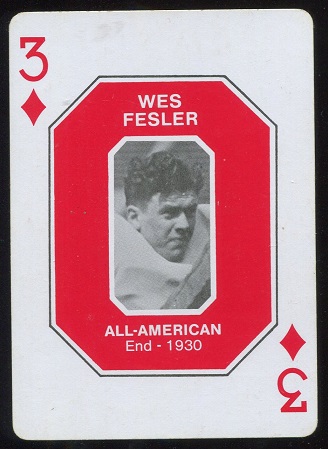 3
WES
FESLER
ALL-AMERICAN
End - 1930
3